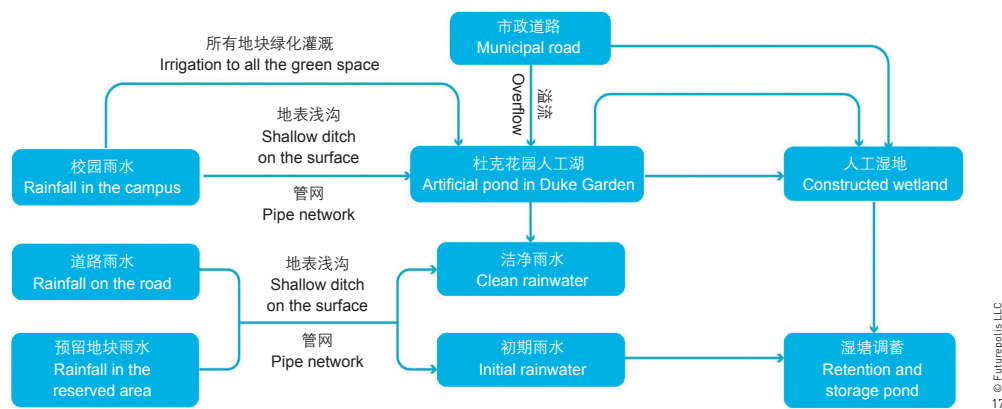 市政道路
Municipal road
所有地块绿化灌溉
Irrigation to all the green space
溢流
Overflow
地表浅沟
Shallow ditch
on the surface
校园雨水
Rainfall in the campus
杜克花园人工湖
Artificial pond in Duke Garden
人工湿地
Constructed wetland
管网
Pipe network
道路雨水
Rainfall on the road
地表浅沟
Shallow ditch
on the surface
洁净雨水
Clean rainwater
预留地块雨水
Rainfall in the
reserved area
管网
Pipe network
初期雨水
Initial rainwater
湿塘调蓄
Retention and
storage pond
© Futurepolis LLC
17